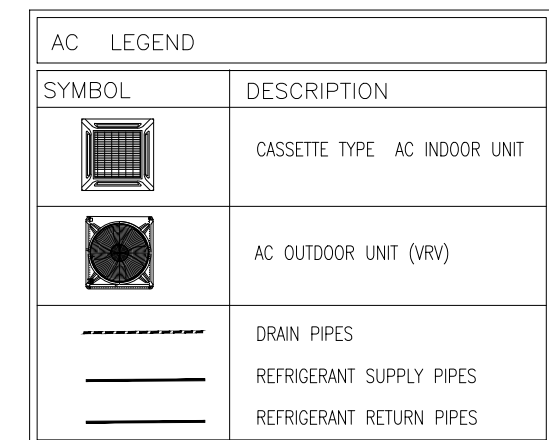 AC LEGEND
SYMBOL DESCRIPTION
CASSETTE TYPE AC INDOOR UNIT
AC OUTDOOR UNIT (VRV)
DRAIN PIPES
REFRIGERANT SUPPLY PIPES
REFRIGERANT RETURN PIPES